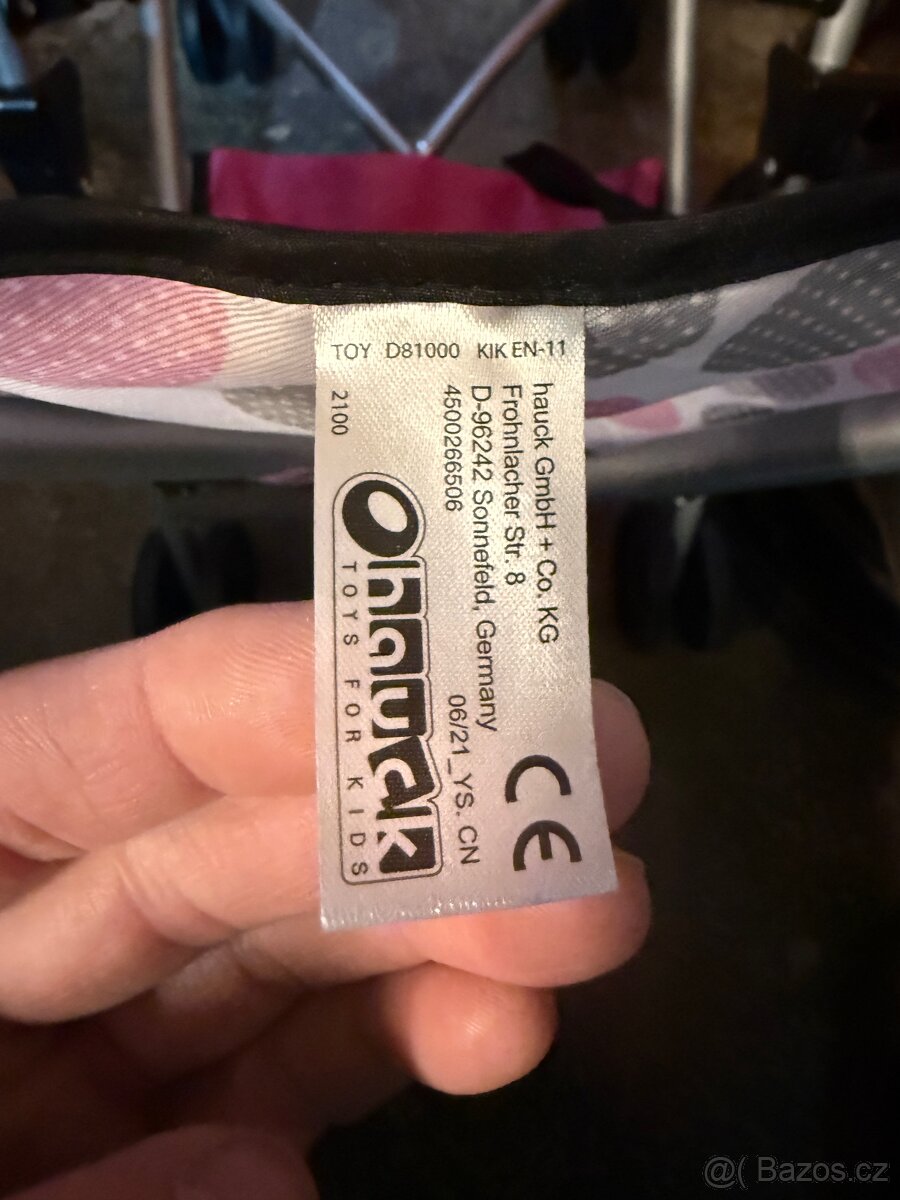 TOY D81000 KIK EN-11
hauck GmbH + Co. KG
Frohnlacher Str. 8
D-96242 Sonnefeld, Germany
4500266506 06/21_YS. CN
CE
2100
hauck
TOYS FOR KIDS
@( Bazos.cz